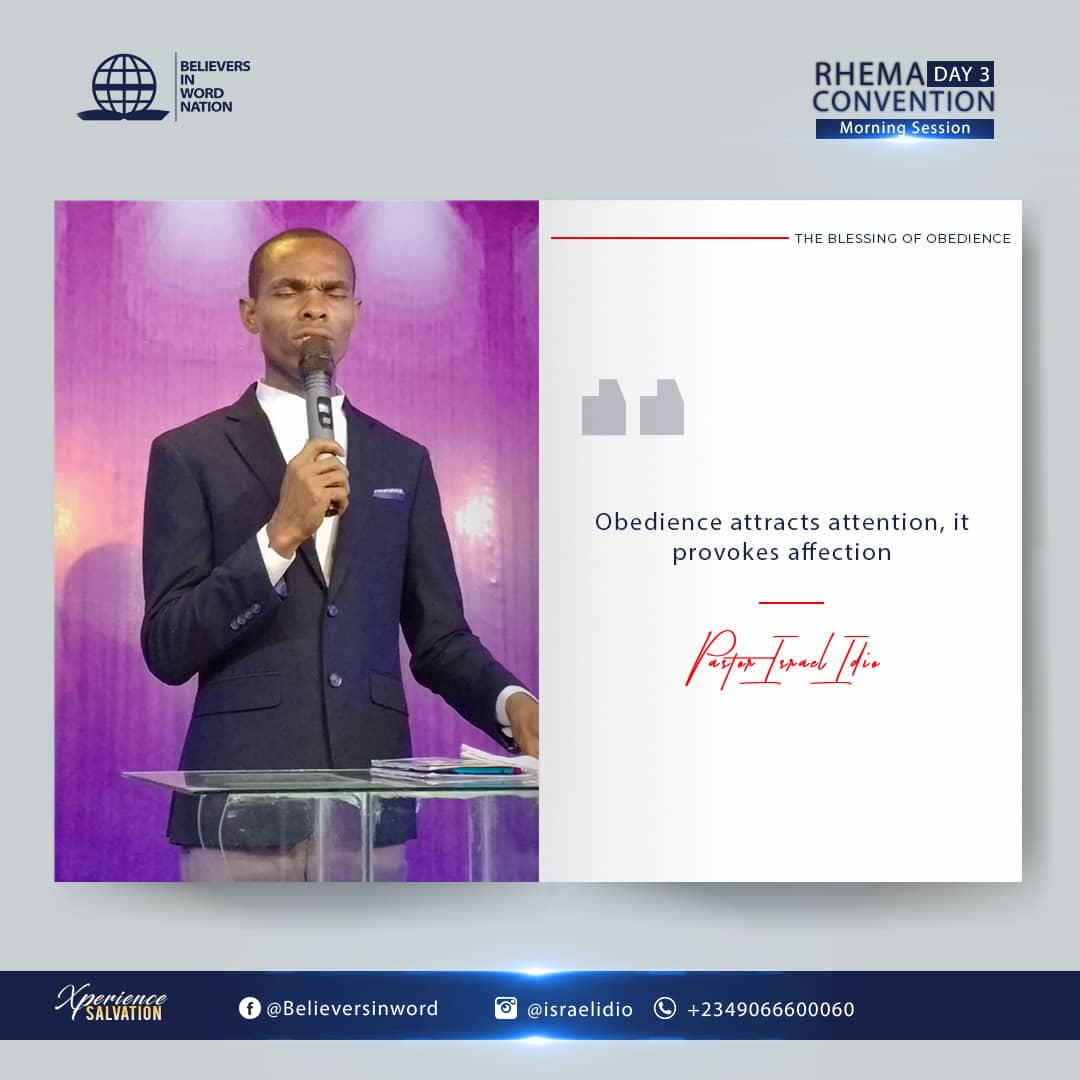 BELIEVERS
IN
WORD
NATION
RHEMA DAY 3
CONVENTION
Morning Session
THE BLESSING OF OBEDIENCE
Obedience attracts attention, it
provokes affection
Pastor Israel Idio
Xperience
SALVATION
@Believersinword
@israelidio
+2349066600060